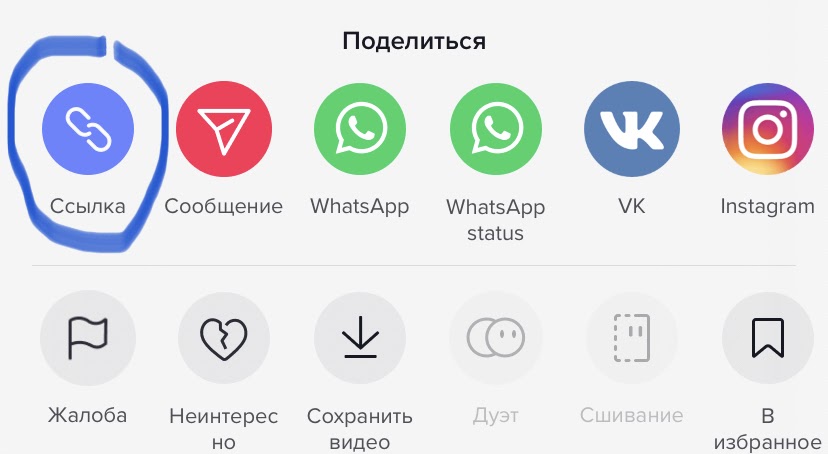 Поделиться
Ссылка
Сообщение
WhatsApp
WhatsApp
status
VK
Instagram
Жалоба
Неинтерес
но
Сохранить
видео
Дуэт
Сшивание
В
избранное